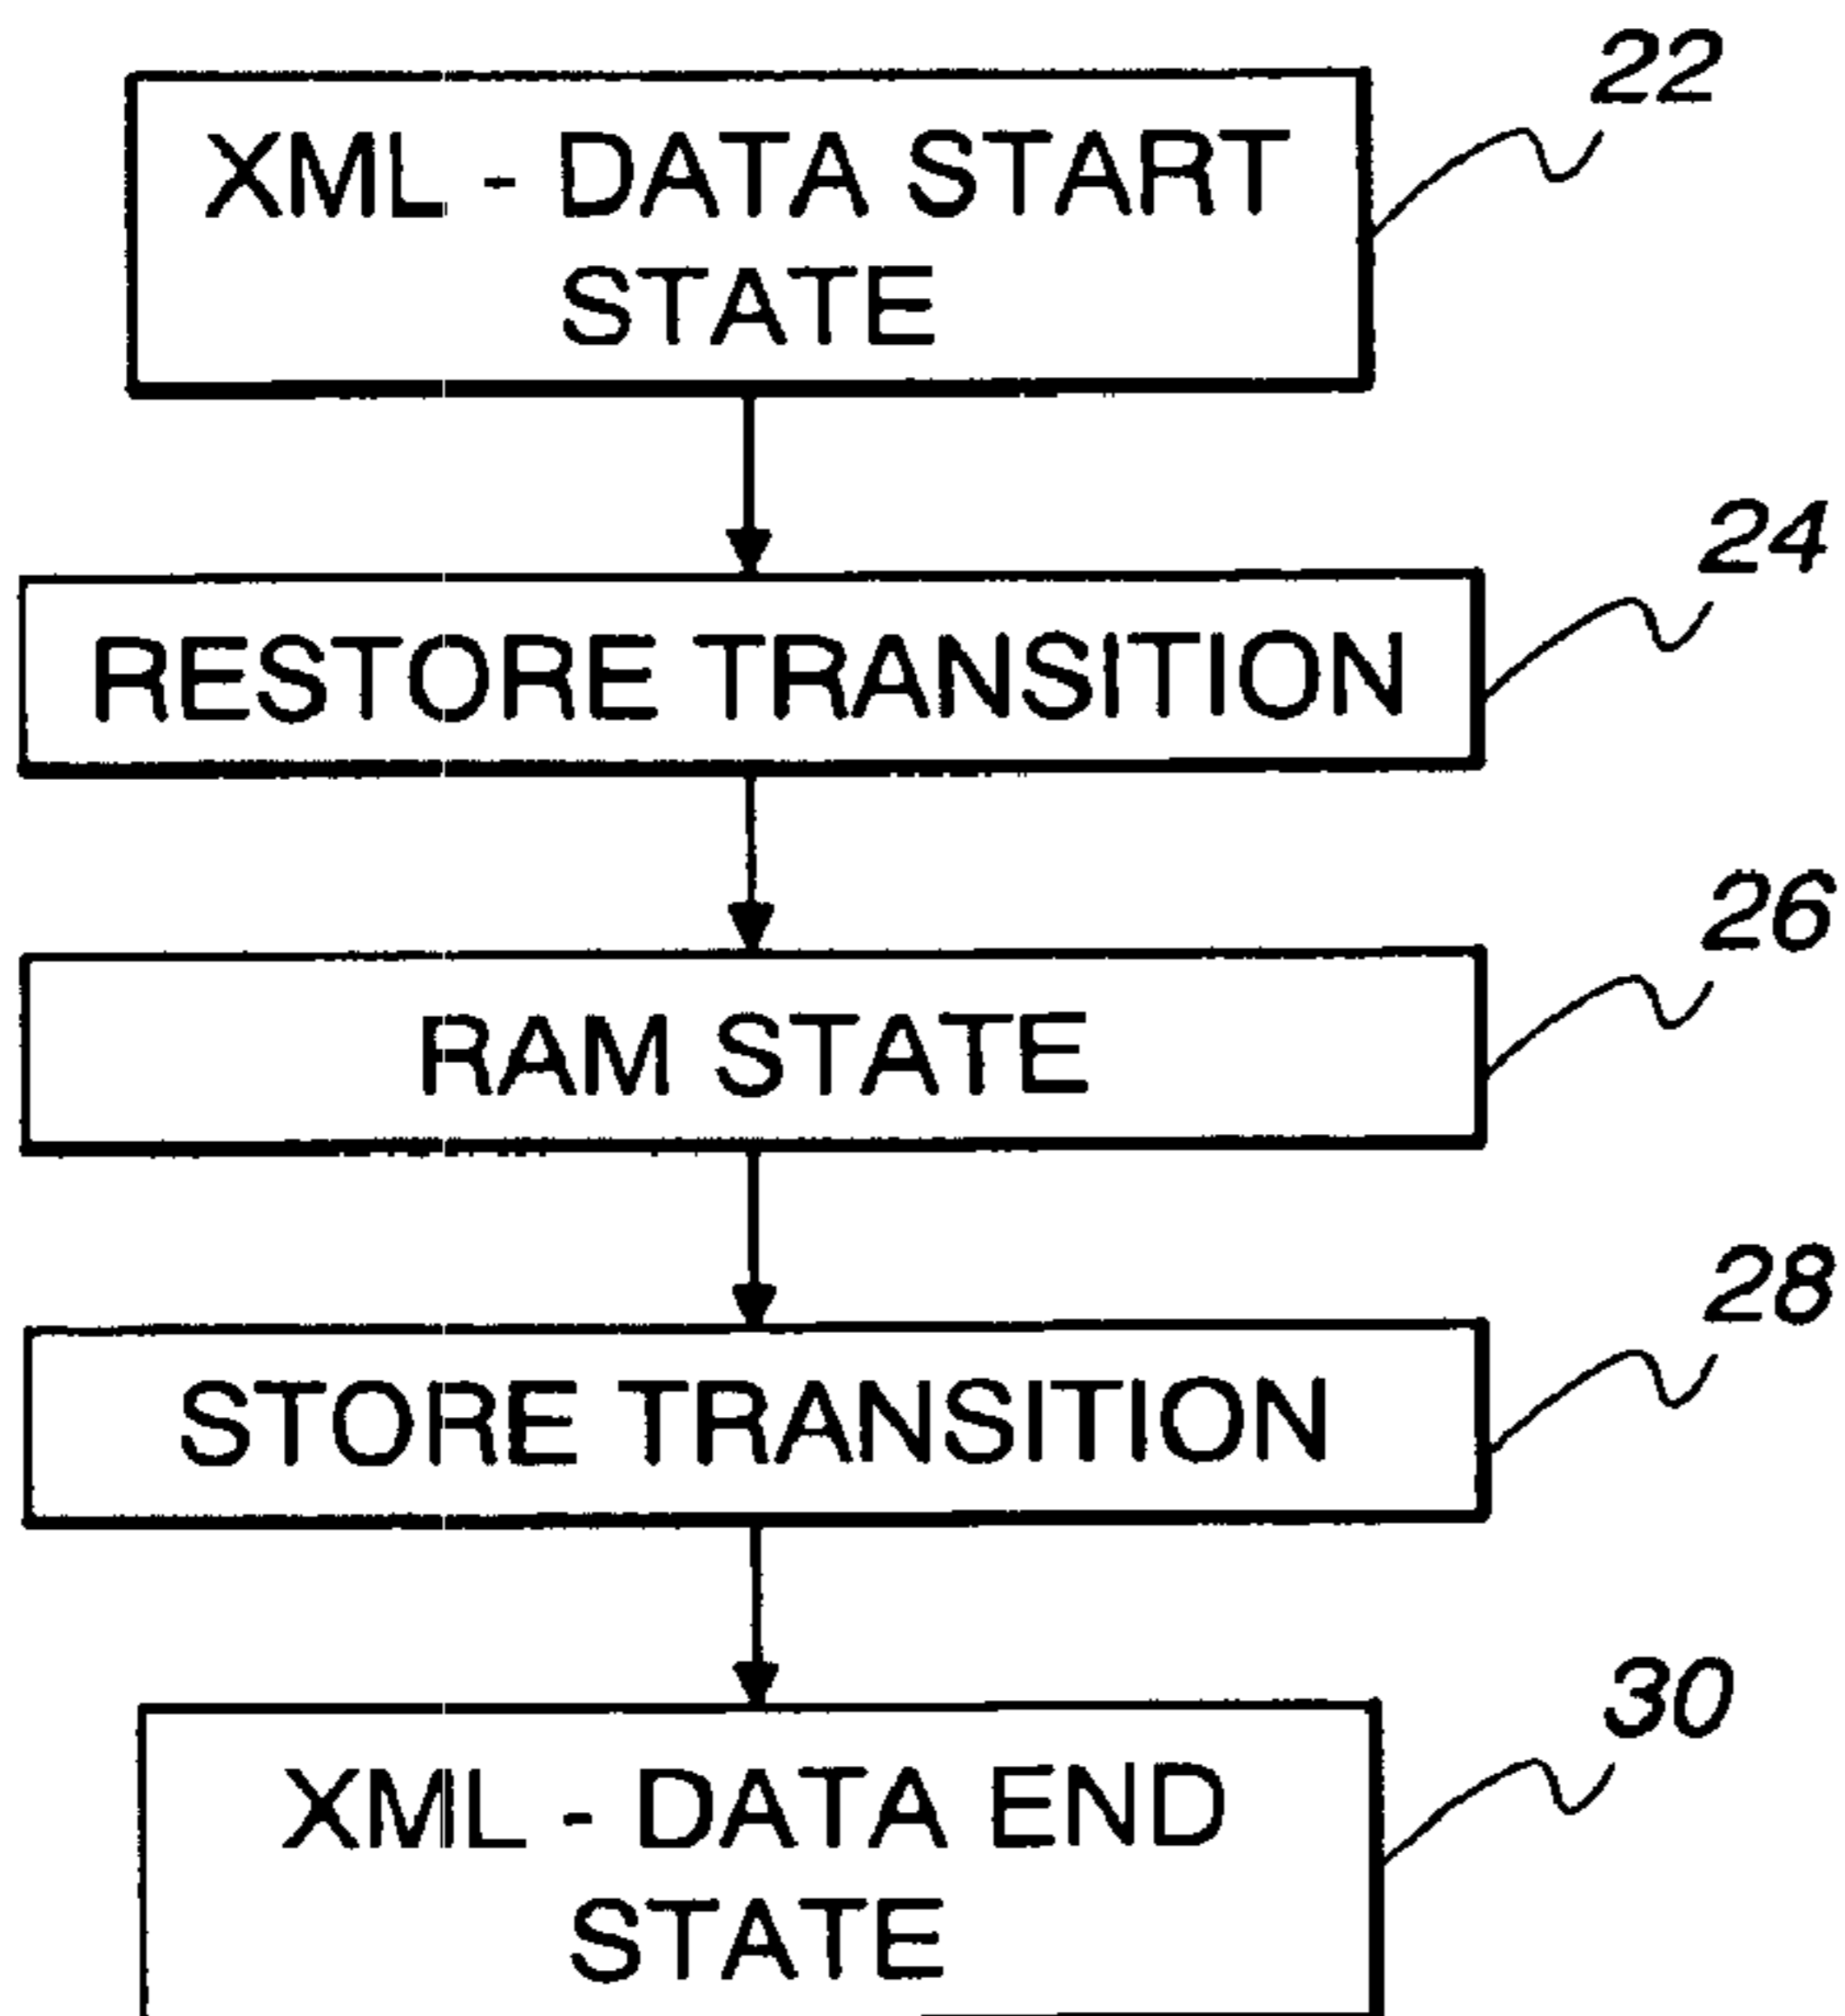 22
XML - DATA START
STATE
24
RESTORE TRANSITION
26
RAM STATE
28
STORE TRANSITION
30
XML - DATA END
STATE